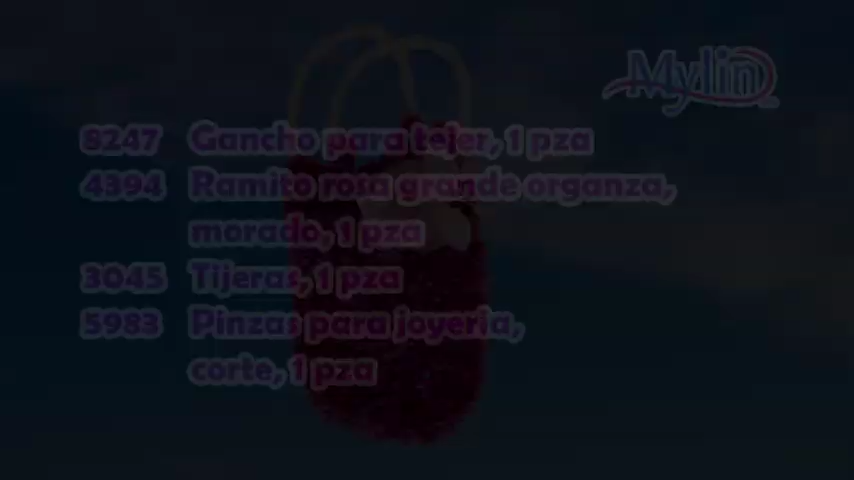 Mylin
8247 Gancho para tejer, 1 pza
4394 Ramito rosa grande organza,
morado, 1 pza
3045 Tijeras, 1 pza
5983 Pinzas para joyeria,
corte, 1 pza